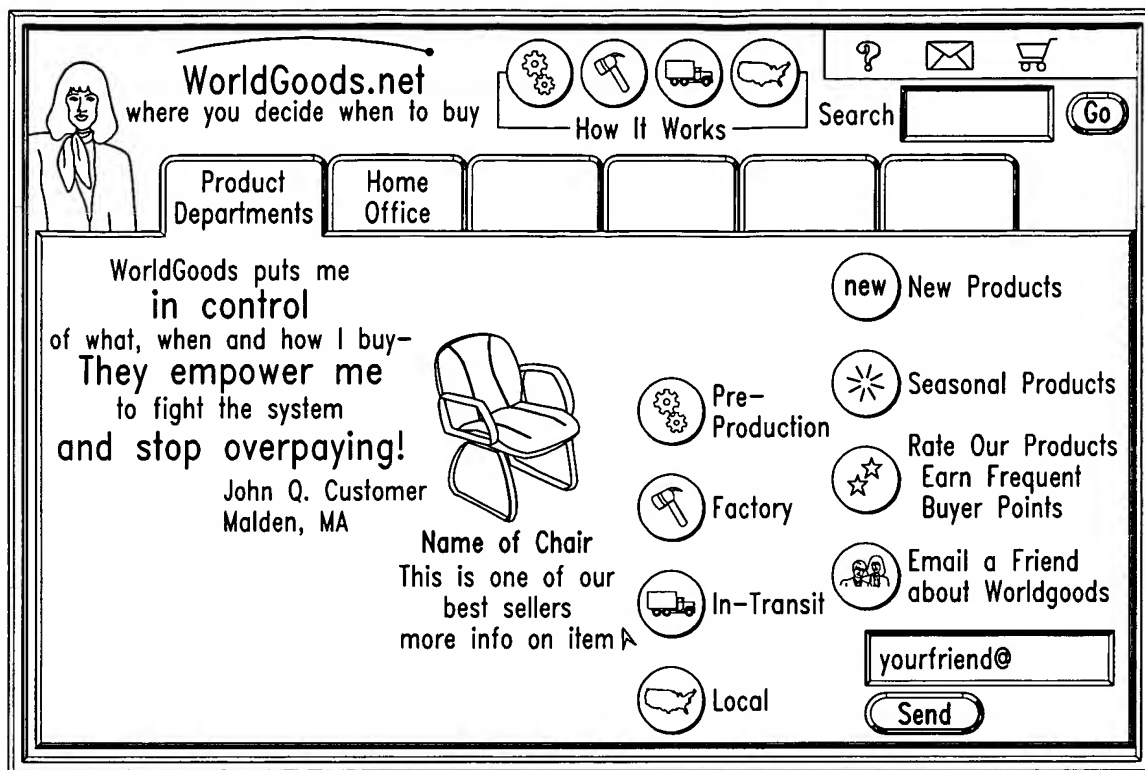 WorldGoods.net
where you decide when to buy
How It Works
Search
Go
Product
Departments
Home
Office
WorldGoods puts me
in control
of what, when and how I buy–
They empower me
to fight the system
and stop overpaying!
John Q. Customer
Malden, MA
Name of Chair
This is one of our
best sellers
more info on item
Pre–
Production
Factory
In–Transit
Local
new
New Products
Seasonal Products
Rate Our Products
Earn Frequent
Buyer Points
Email a Friend
about Worldgoods
yourfriend@
Send